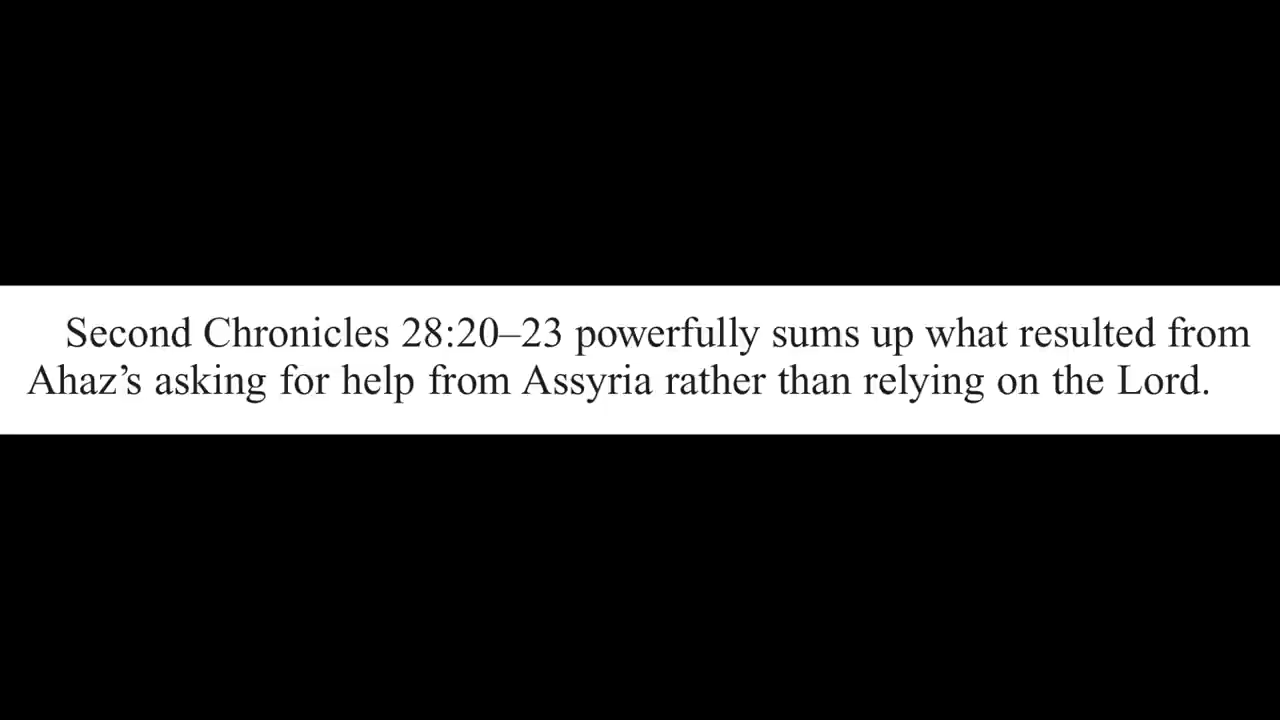 Second Chronicles 28:20–23 powerfully sums up what resulted from
Ahaz’s asking for help from Assyria rather than relying on the Lord.